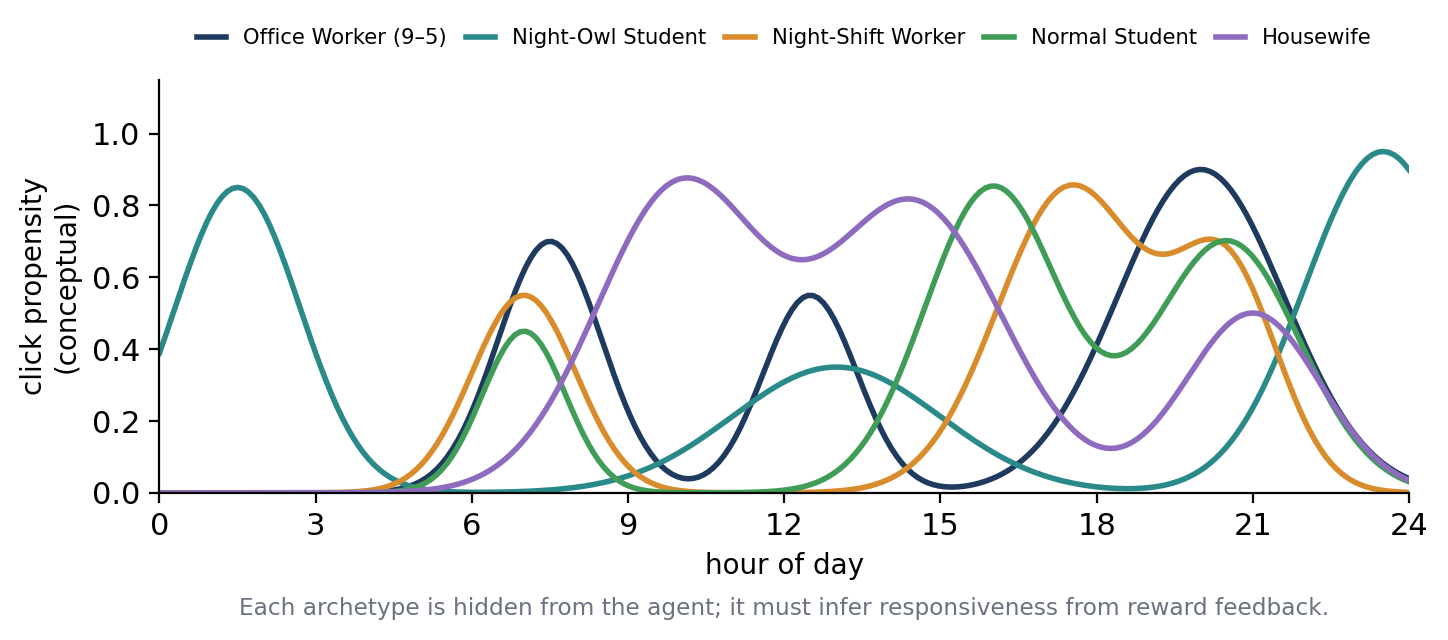 Office Worker (9–5) Night-Owl Student Night-Shift Worker Normal Student Housewife
click propensity
(conceptual)
1.0
0.8
0.6
0.4
0.2
0.0
0 3 6 9 12 15 18 21 24
hour of day
Each archetype is hidden from the agent; it must infer responsiveness from reward feedback.